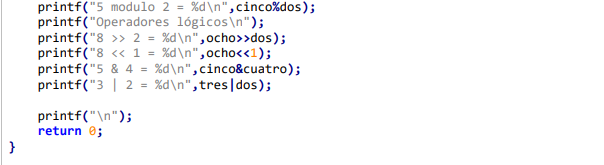 printf("5 modulo 2 = %d\n",cinco%dos);
printf("Operadores lógicos\n");
printf("8 >> 2 = %d\n",ocho>>dos);
printf("8 << 1 = %d\n",ocho<<1);
printf("5 & 4 = %d\n",cinco&cuatro);
printf("3 | 2 = %d\n",tres|dos);
printf("\n");
return 0;
}